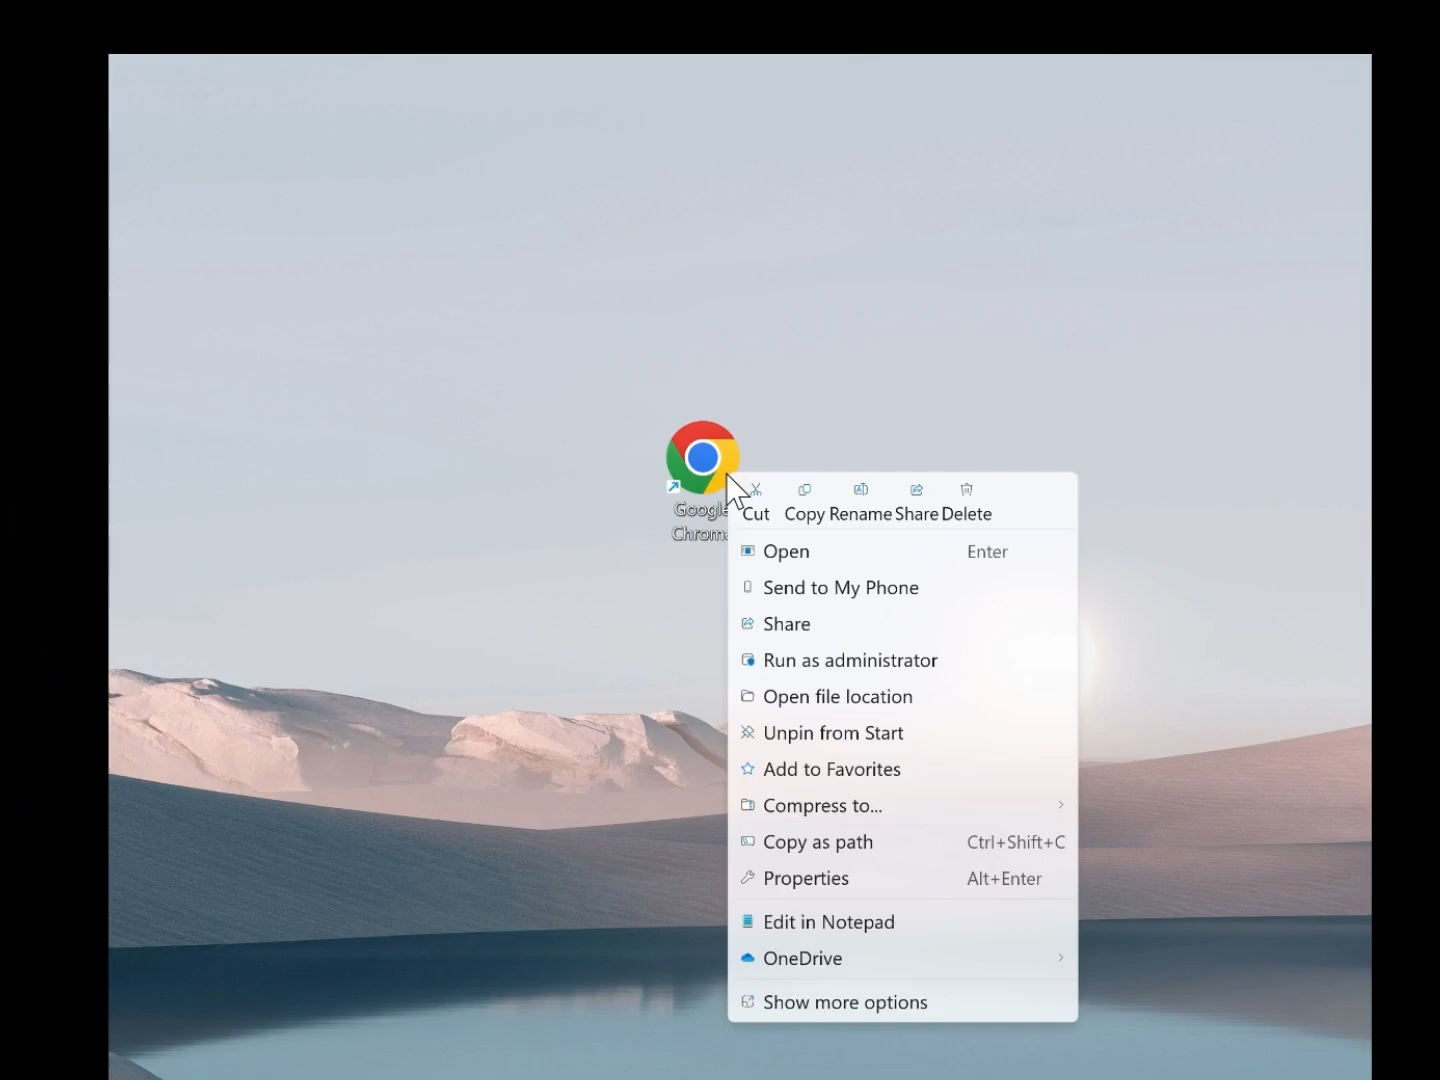 Google
Chrome
Cut Copy Rename Share Delete
Open Enter
Send to My Phone
Share
Run as administrator
Open file location
Unpin from Start
Add to Favorites
Compress to...
Copy as path Ctrl+Shift+C
Properties Alt+Enter
Edit in Notepad
OneDrive
Show more options